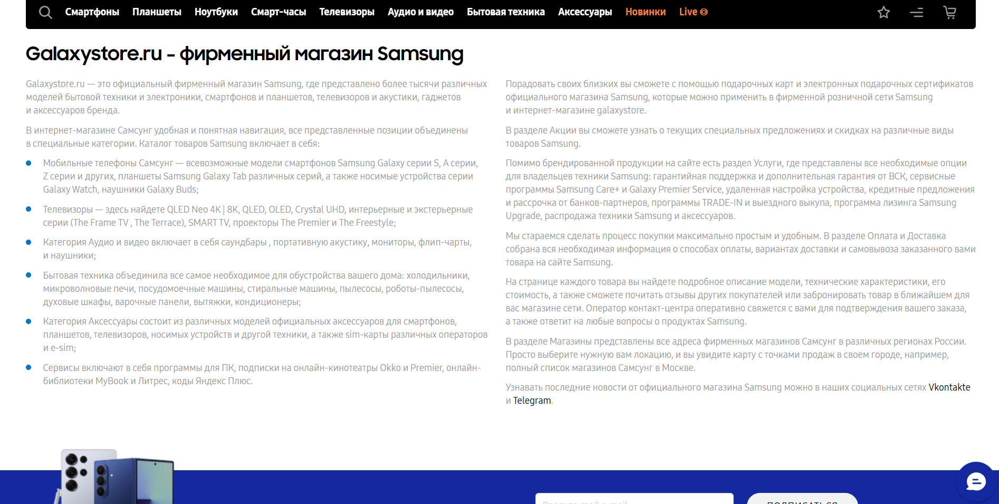 Смартфоны Планшеты Ноутбуки Смарт-часы Телевизоры Аудио и видео Бытовая техника Аксессуары Новинки Live
Galaxystore.ru - фирменный магазин Samsung
Galaxystore.ru — это официальный фирменный магазин Samsung, где представлено более тысячи различных
моделей бытовой техники и электроники, смартфонов и планшетов, телевизоров и акустики, гаджетов
и аксессуаров бренда.
В интернет-магазине Самсунг удобная и понятная навигация, все представленные позиции объединены
в специальные категории. Каталог товаров Samsung включает в себя:
Мобильные телефоны Самсунг — всевозможные модели смартфонов Samsung Galaxy серии S, A серии,
Z серии и других, планшеты Samsung Galaxy Tab различных серий, а также носимые устройства серии
Galaxy Watch, наушники Galaxy Buds;
Телевизоры — здесь найдете QLED Neo 4K | 8K, QLED, OLED, Crystal UHD, интерьерные и экстерьерные
серии (The Frame TV , The Terrace), SMART TV, проекторы The Premier и The Freestyle;
Категория Аудио и видео включает в себя саундбары , портативную акустику, мониторы, флип-чарты,
и наушники;
Бытовая техника объединила все самое необходимое для обустройства вашего дома: холодильники,
микроволновые печи, посудомоечные машины, стиральные машины, пылесосы, роботы-пылесосы,
духовые шкафы, варочные панели, вытяжки, кондиционеры;
Категория Аксессуары состоит из различных моделей официальных аксессуаров для смартфонов,
планшетов, телевизоров, носимых устройств и другой техники, а также sim-карты различных операторов
и e-sim;
Сервисы включают в себя программы для ПК, подписки на онлайн-кинотеатры Okko и Premier, онлайн-
библиотеки MyBook и Литрес, коды Яндекс Плюс.
Порадовать своих близких вы сможете с помощью подарочных карт и электронных подарочных сертификатов
официального магазина Samsung, которые можно применить в фирменной розничной сети Samsung
и интернет-магазине galaxystore.
В разделе Акции вы сможете узнать о текущих специальных предложениях и скидках на различные виды
товаров Samsung.
Помимо брендированной продукции на сайте есть раздел Услуги, где представлены все необходимые опции
для владельцев техники Samsung: гарантийная поддержка и дополнительная гарантия от ВСК, сервисные
программы Samsung Care+ и Galaxy Premier Service, удаленная настройка устройства, кредитные предложения
и рассрочка от банков-партнеров, программы TRADE-IN и выездного выкупа, программа лизинга Samsung
Upgrade, распродажа техники Samsung и аксессуаров.
Мы стараемся сделать процесс покупки максимально простым и удобным. В разделе Оплата и Доставка
собрана вся необходимая информация о способах оплаты, вариантах доставки и самовывоза заказанного вами
товара на сайте Samsung.
На странице каждого товара вы найдете подробное описание модели, технические характеристики, его
стоимость, а также сможете почитать отзывы других покупателей или забронировать товар в ближайшем для
вас магазине сети. Оператор контакт-центра оперативно свяжется с вами для подтверждения вашего заказа,
а также ответит на любые вопросы о продуктах Samsung.
В разделе Магазины представлены все адреса фирменных магазинов Самсунг в различных регионах России.
Просто выберите нужную вам локацию, и вы увидите карту с точками продаж в своем городе, например,
полный список магазинов Самсунг в Москве.
Узнавать последние новости от официального магазина Samsung можно в наших социальных сетях Vkontakte
и Telegram.
Введите свой e-mail
ПОДПИСАТЬСЯ